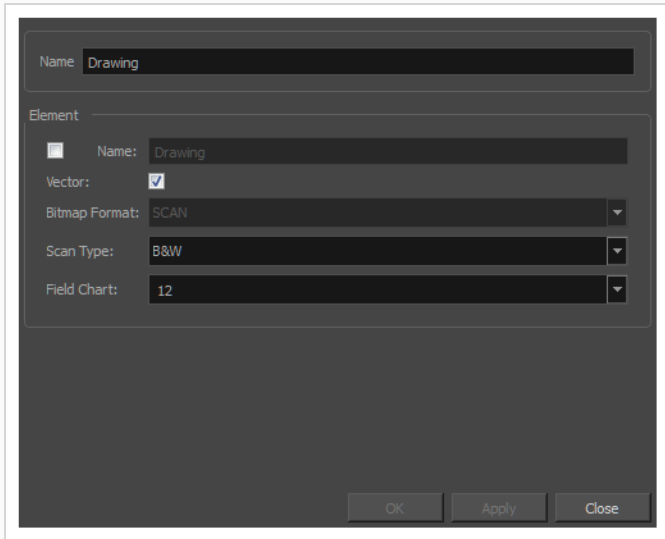 Name Drawing
Element
Name: Drawing
Vector:
Bitmap Format: SCAN
Scan Type: B&W
Field Chart: 12
OK Apply Close